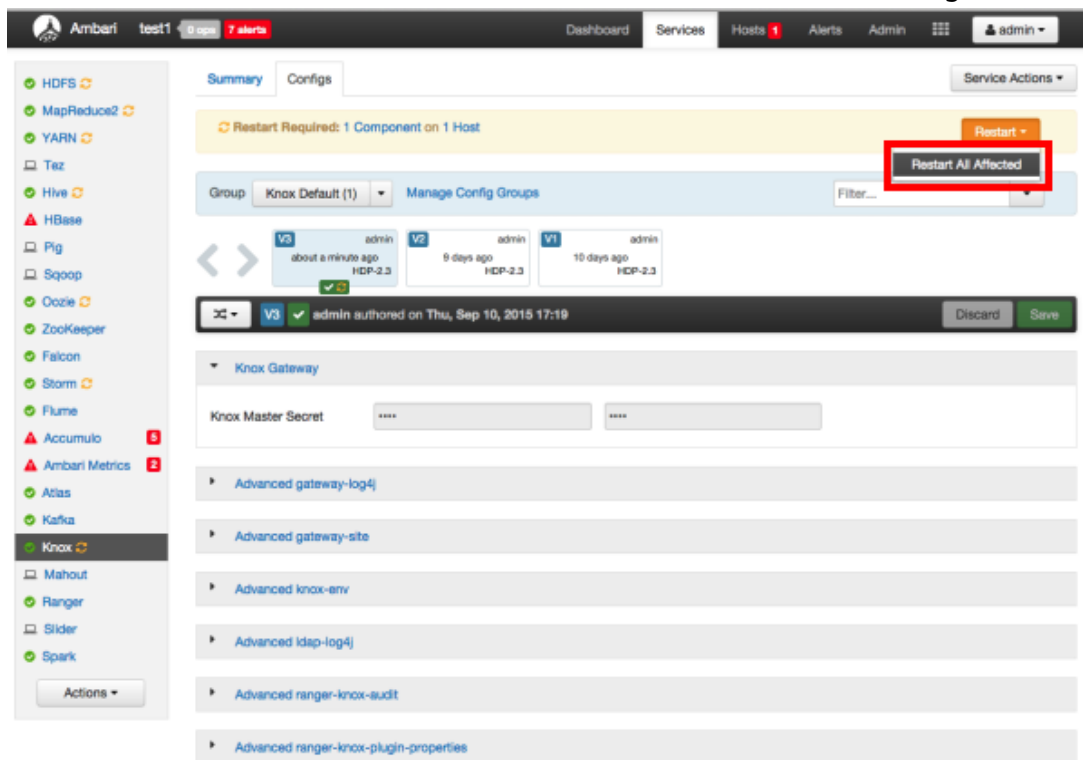 Ambari test1 0 ops 7 alerts Dashboard Services Hosts 1 Alerts Admin admin
Summary Configs Service Actions
Restart Required: 1 Component on 1 Host Restart
Restart All Affected
Group Knox Default (1) Manage Config Groups Filter...
V3 admin
about a minute ago
HDP-2.3
V2 admin
9 days ago
HDP-2.3
V1 admin
10 days ago
HDP-2.3
V3 admin authored on Thu, Sep 10, 2015 17:19 Discard Save
Knox Gateway
Knox Master Secret •••• ••••
Advanced gateway-log4j
Advanced gateway-site
Advanced knox-env
Advanced ldap-log4j
Advanced ranger-knox-audit
Advanced ranger-knox-plugin-properties
HDFS
MapReduce2
YARN
Tez
Hive
HBase
Pig
Sqoop
Oozie
ZooKeeper
Falcon
Storm
Flume
Accumulo 5
Ambari Metrics 2
Atlas
Kafka
Knox
Mahout
Ranger
Slider
Spark
Actions